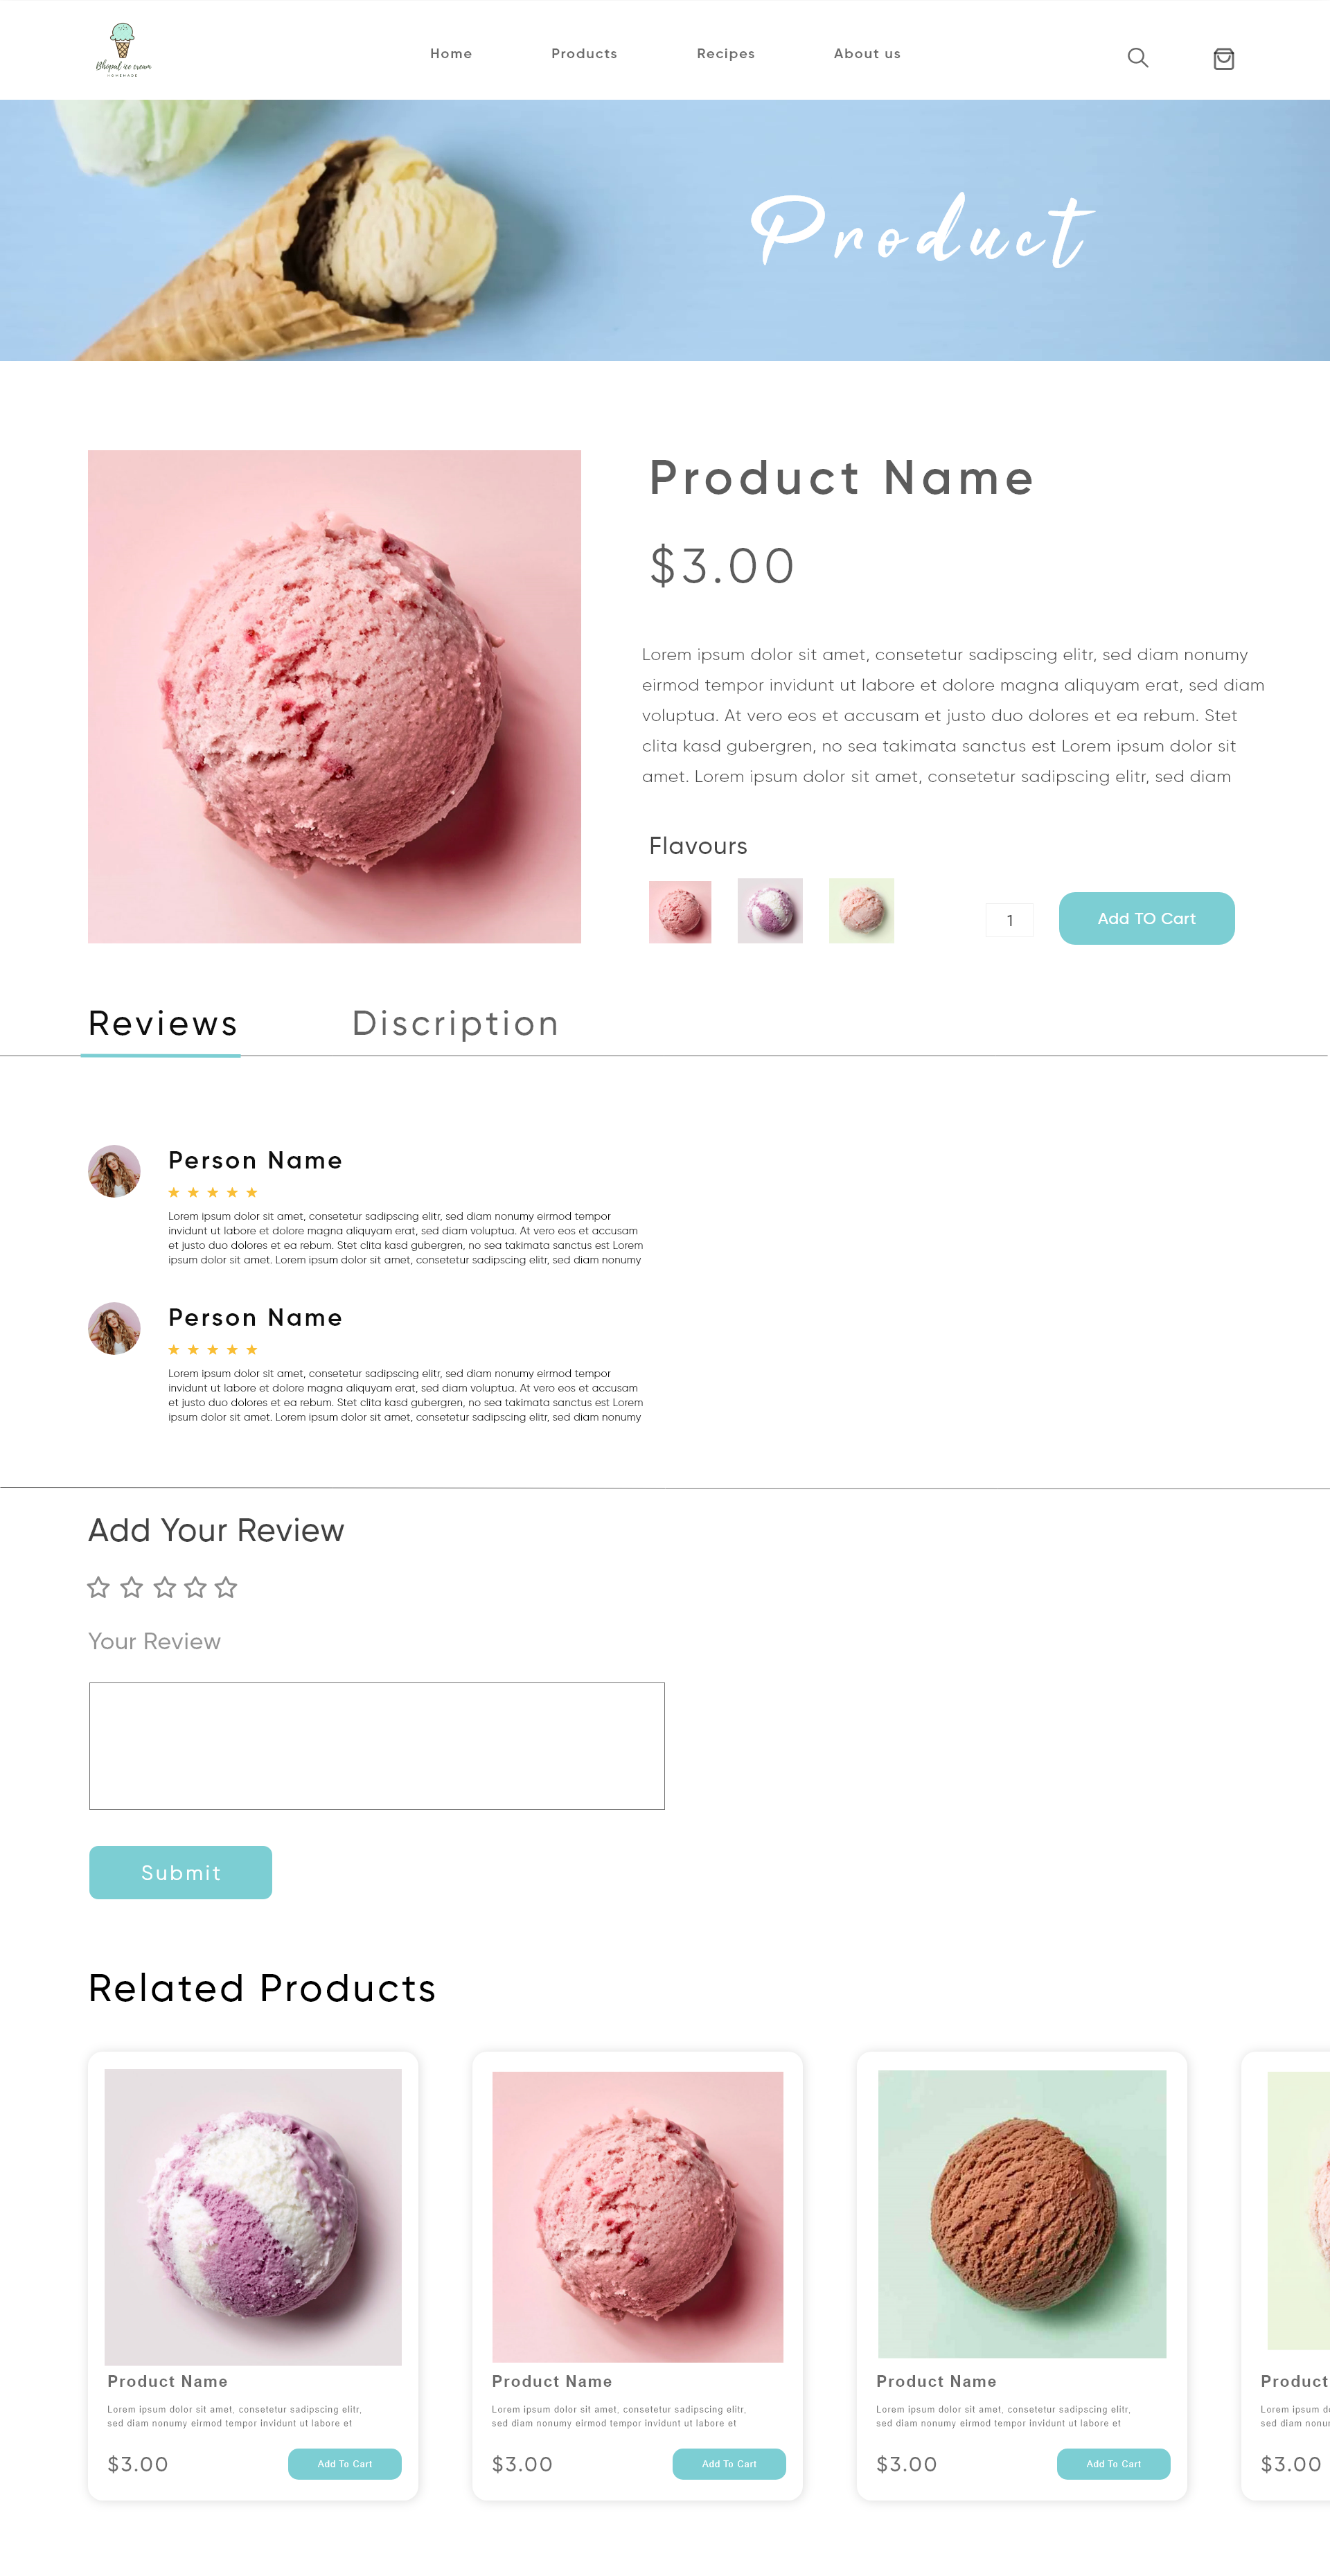 Bhopal ice cream
HOMEMADE
Home Products Recipes About us
Product
Product Name
$3.00
Lorem ipsum dolor sit amet, consetetur sadipscing elitr, sed diam nonumy
eirmod tempor invidunt ut labore et dolore magna aliquyam erat, sed diam
voluptua. At vero eos et accusam et justo duo dolores et ea rebum. Stet
clita kasd gubergren, no sea takimata sanctus est Lorem ipsum dolor sit
amet. Lorem ipsum dolor sit amet, consetetur sadipscing elitr, sed diam
Flavours
1
Add TO Cart
Reviews Discription
Person Name
Lorem ipsum dolor sit amet, consetetur sadipscing elitr, sed diam nonumy eirmod tempor
invidunt ut labore et dolore magna aliquyam erat, sed diam voluptua. At vero eos et accusam
et justo duo dolores et ea rebum. Stet clita kasd gubergren, no sea takimata sanctus est Lorem
ipsum dolor sit amet. Lorem ipsum dolor sit amet, consetetur sadipscing elitr, sed diam nonumy
Person Name
Lorem ipsum dolor sit amet, consetetur sadipscing elitr, sed diam nonumy eirmod tempor
invidunt ut labore et dolore magna aliquyam erat, sed diam voluptua. At vero eos et accusam
et justo duo dolores et ea rebum. Stet clita kasd gubergren, no sea takimata sanctus est Lorem
ipsum dolor sit amet. Lorem ipsum dolor sit amet, consetetur sadipscing elitr, sed diam nonumy
Add Your Review
Your Review
Submit
Related Products
Product Name
Lorem ipsum dolor sit amet, consetetur sadipscing elitr,
sed diam nonumy eirmod tempor invidunt ut labore et
$3.00
Add To Cart
Product Name
Lorem ipsum dolor sit amet, consetetur sadipscing elitr,
sed diam nonumy eirmod tempor invidunt ut labore et
$3.00
Add To Cart
Product Name
Lorem ipsum dolor sit amet, consetetur sadipscing elitr,
sed diam nonumy eirmod tempor invidunt ut labore et
$3.00
Add To Cart
Product
Lorem ipsum d
sed diam nonu
$3.00